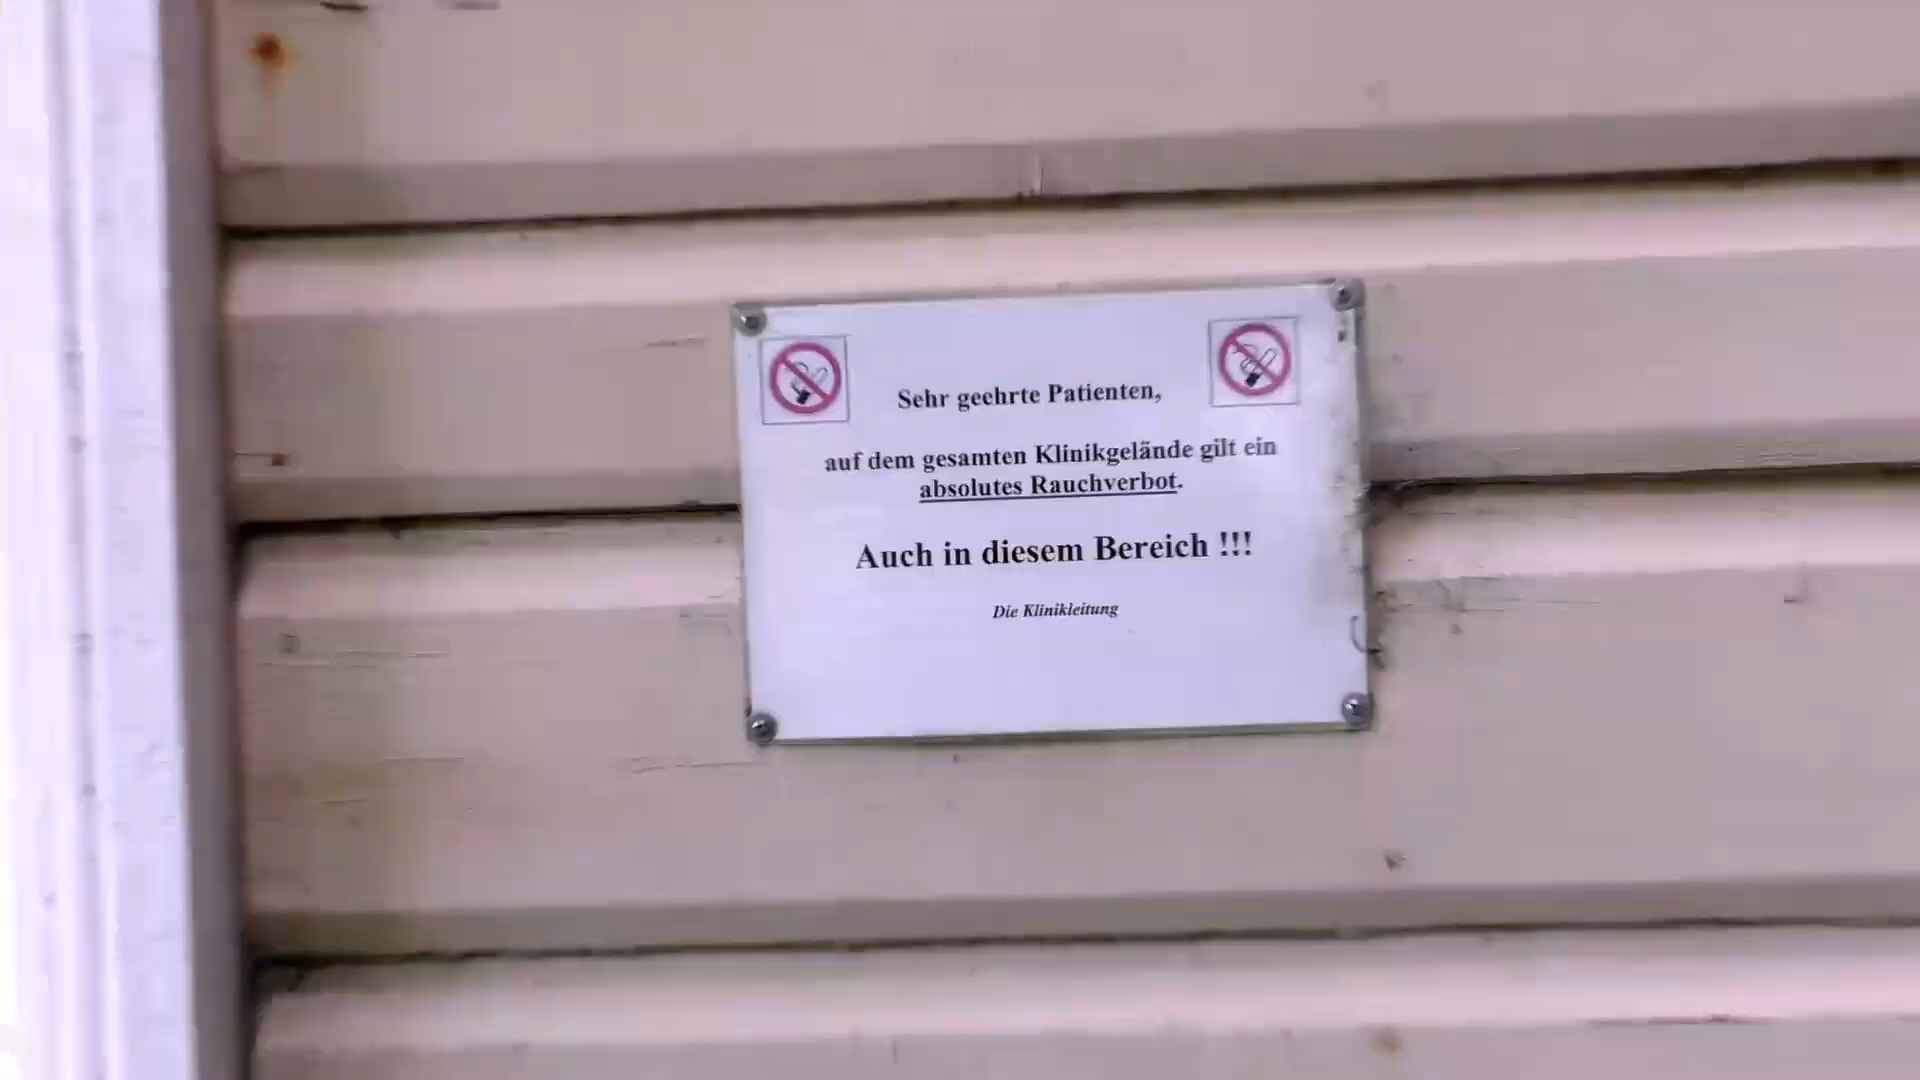 Sehr geehrte Patienten,
auf dem gesamten Klinikgelände gilt ein
absolutes Rauchverbot.
Auch in diesem Bereich !!!
Die Klinikleitung